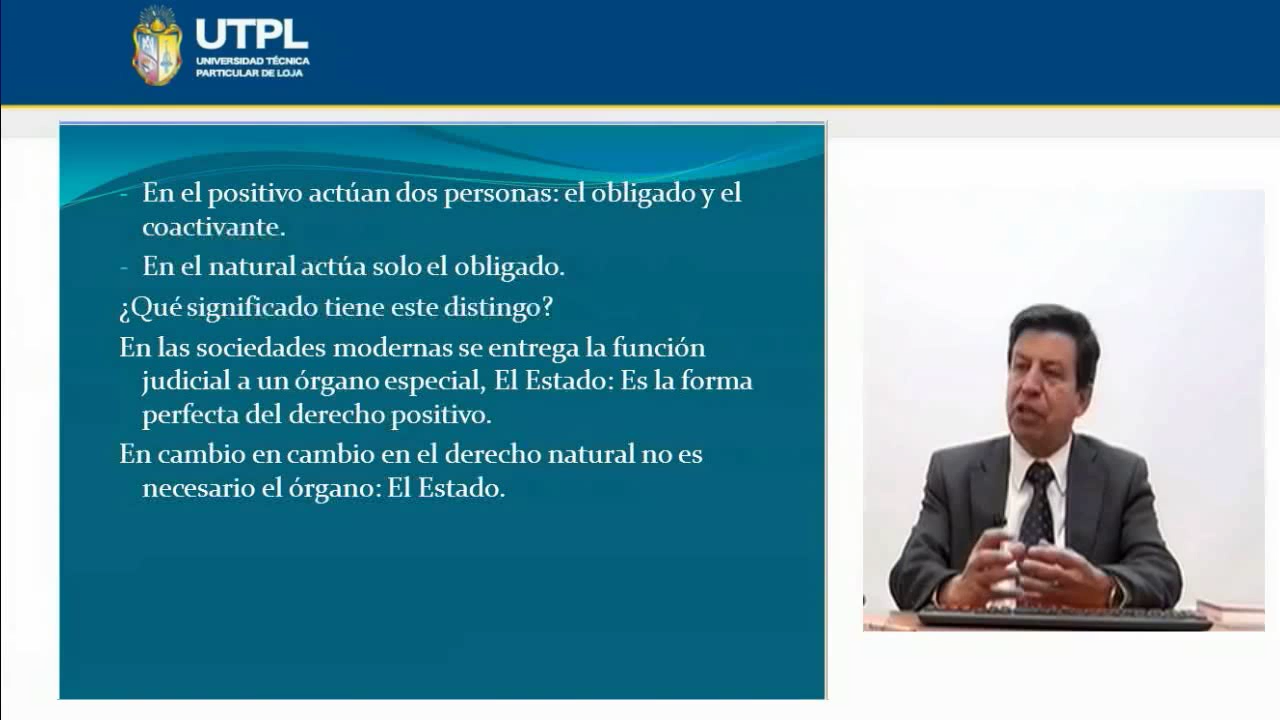 UTPL
UNIVERSIDAD TÉCNICA
PARTICULAR DE LOJA
- En el positivo actúan dos personas: el obligado y el
coactivante.
- En el natural actúa solo el obligado.
¿Qué significado tiene este distingo?
En las sociedades modernas se entrega la función
judicial a un órgano especial, El Estado: Es la forma
perfecta del derecho positivo.
En cambio en cambio en el derecho natural no es
necesario el órgano: El Estado.